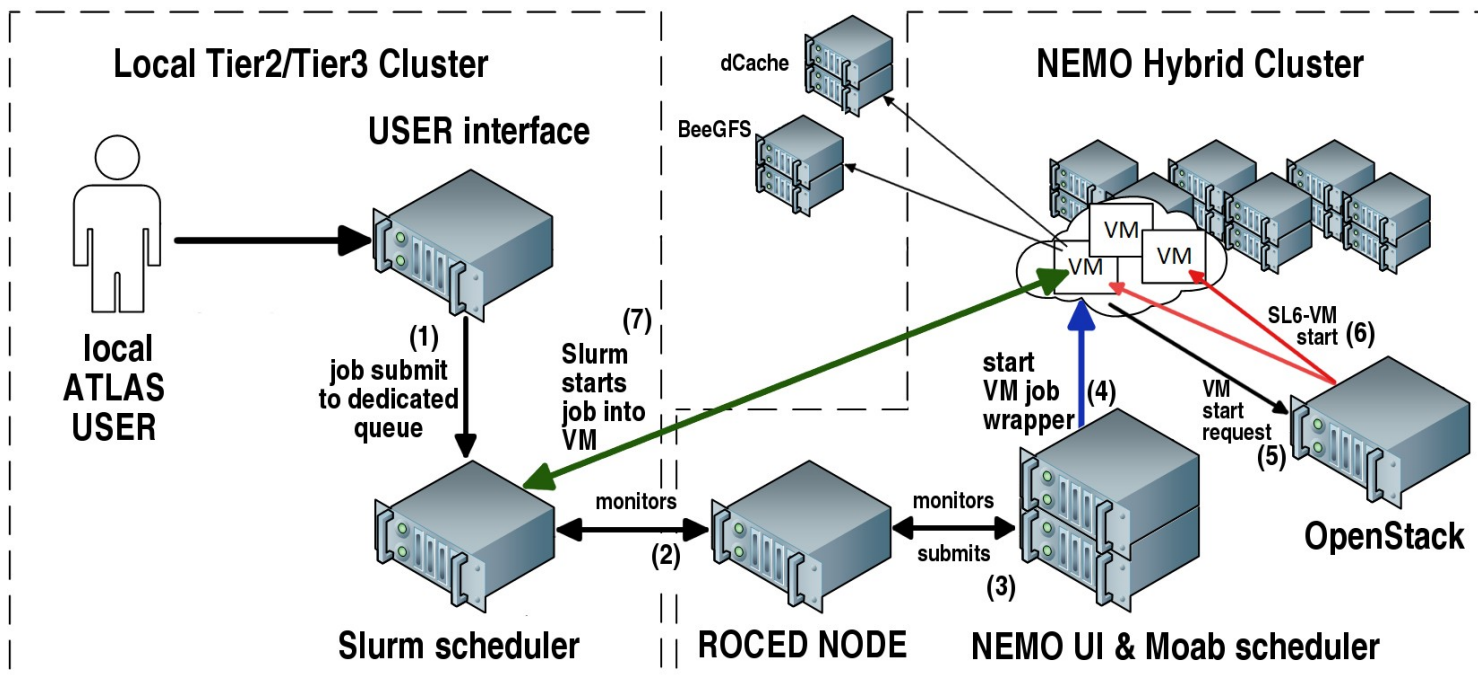 Local Tier2/Tier3 Cluster
USER interface
local
ATLAS
USER
(1)
job submit
to dedicated
queue
(7)
Slurm
starts
job into
VM
Slurm scheduler
monitors
(2)
ROCED NODE
monitors
submits
(3)
NEMO UI & Moab scheduler
dCache
BeeGFS
NEMO Hybrid Cluster
VM
VM
VM
start
VM job
wrapper
(4)
VM
start
request
(5)
SL6-VM
start
(6)
OpenStack